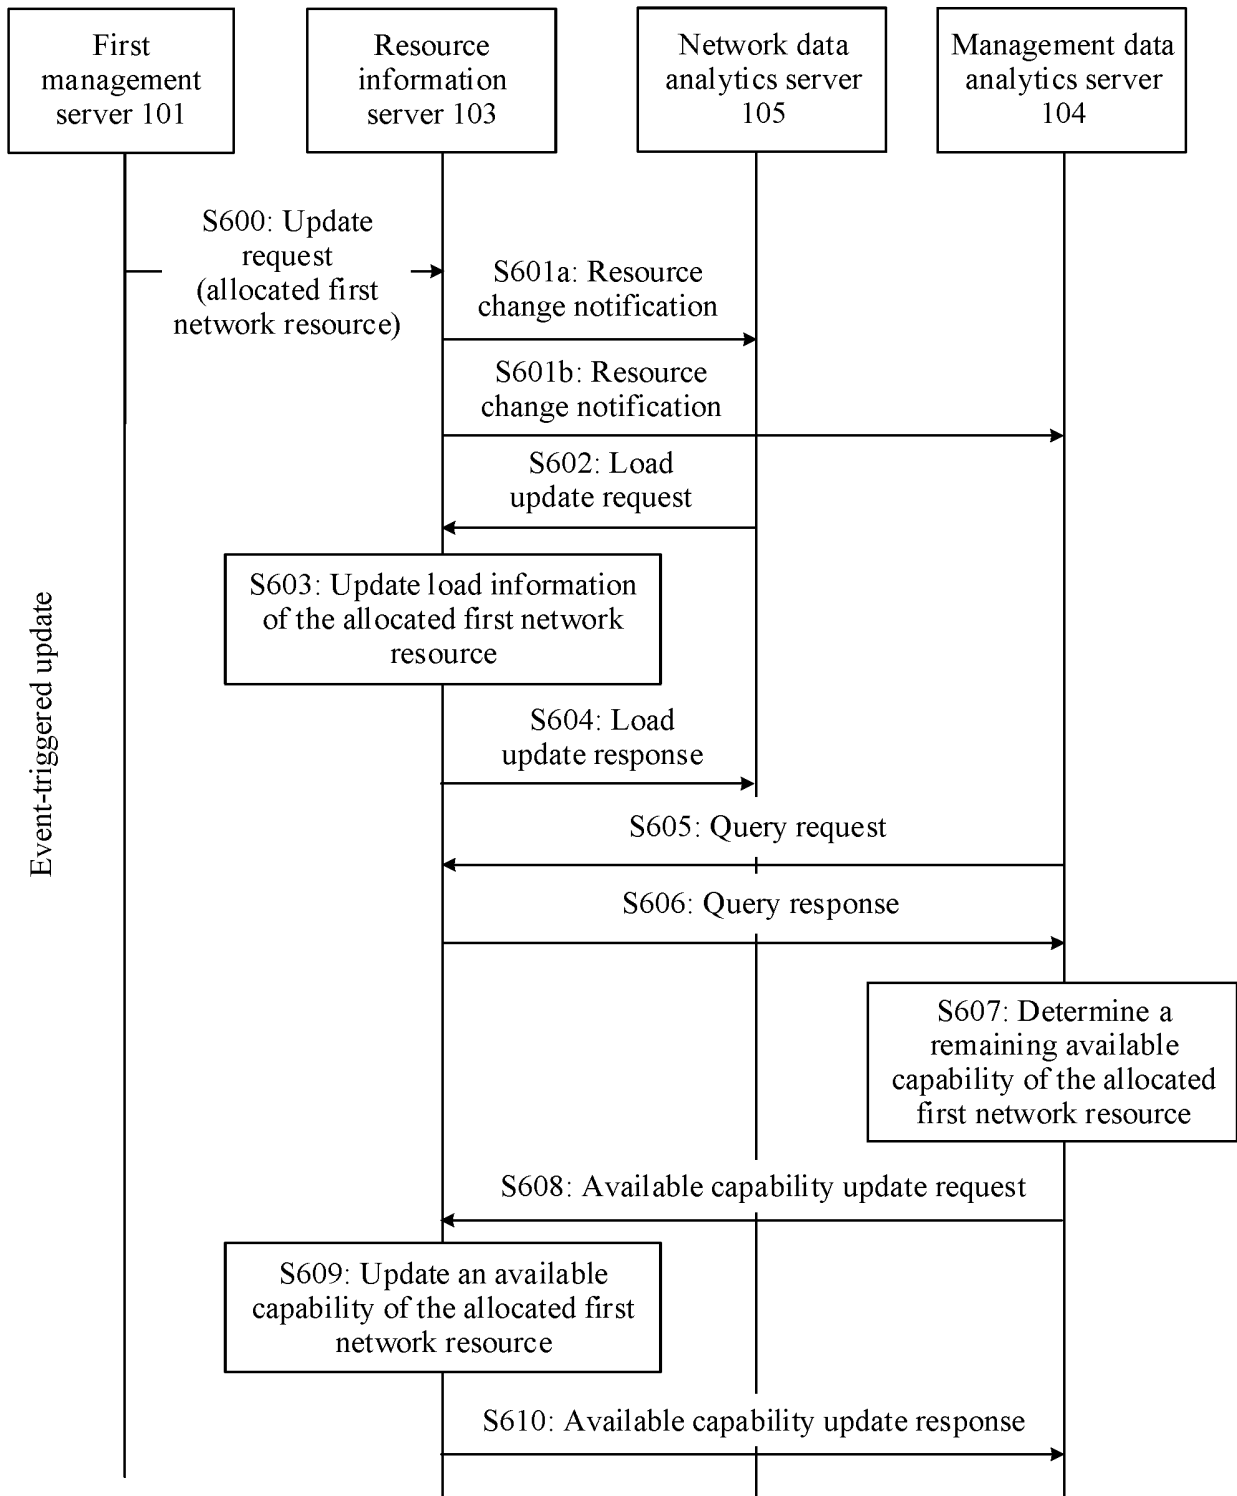 First
management
server 101
Resource
information
server 103
Network data
analytics server
105
Management data
analytics server
104
S600: Update
request
(allocated first
network resource)
S601a: Resource
change notification
S601b: Resource
change notification
S602: Load
update request
S603: Update load information
of the allocated first network
resource
Event-triggered update
S604: Load
update response
S605: Query request
S606: Query response
S607: Determine a
remaining available
capability of the allocated
first network resource
S608: Available capability update request
S609: Update an available
capability of the allocated first
network resource
S610: Available capability update response